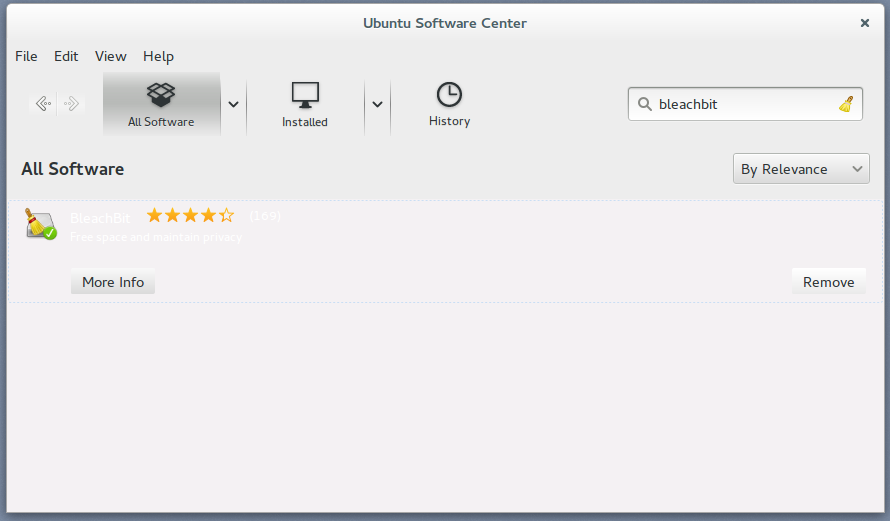 Ubuntu Software Center
File Edit View Help
All Software
Installed
History
bleachbit
All Software
By Relevance
BleachBit (169)
Free space and maintain privacy
More Info
Remove